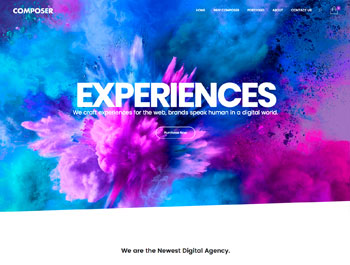 COMPOSER
HOME
WHY COMPOSER
PORTFOLIO
ABOUT
CONTACT US
EXPERIENCES
We craft experiences for the web, brands speak human in a digital world.
Purchase Now
We are the Newest Digital Agency.